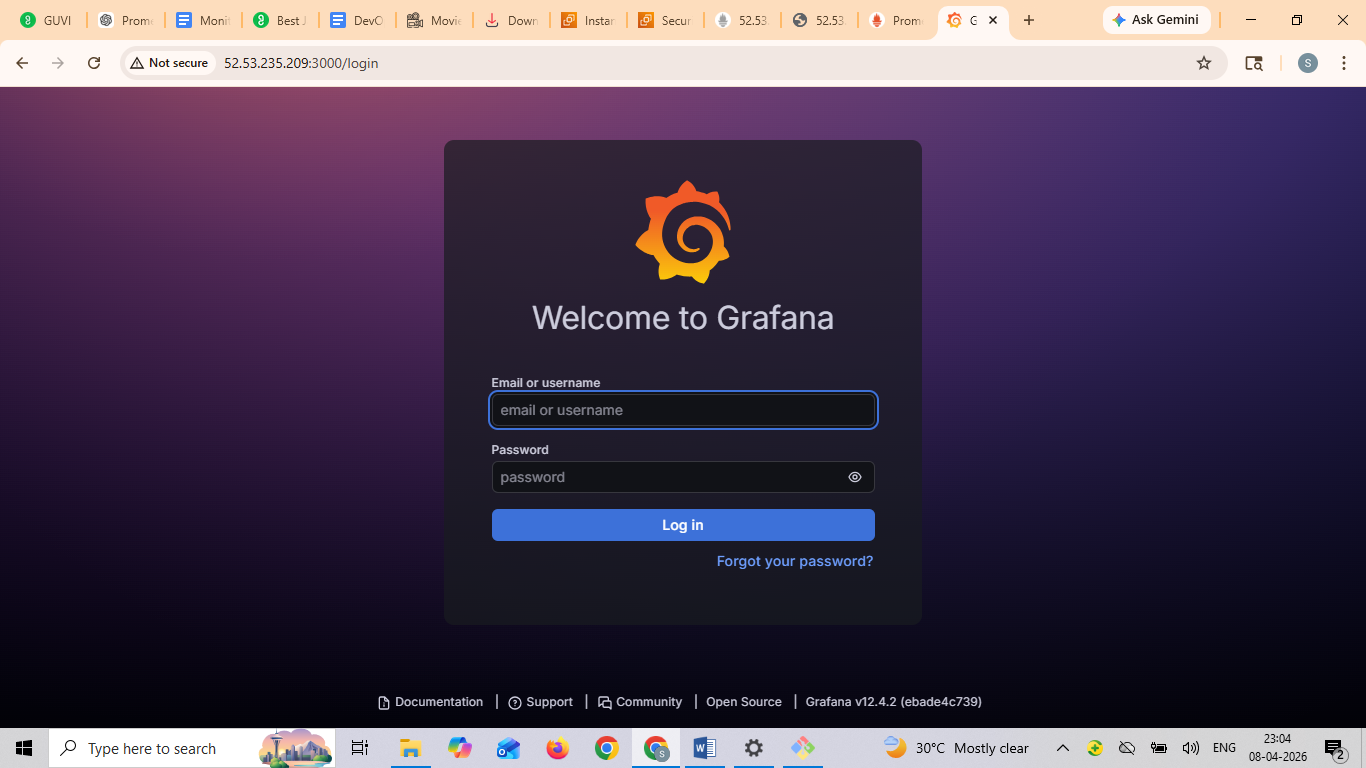 GUVI
Prome
Monit
Best J
DevO
Movie
Down
Instan
Secur
52.53.
52.53.
Prom
G
Ask Gemini
Not secure
52.53.235.209:3000/login
S
Welcome to Grafana
Email or username
email or username
Password
password
Log in
Forgot your password?
Documentation | Support | Community | Open Source | Grafana v12.4.2 (ebade4c739)
Type here to search
S
30°C Mostly clear
ENG
23:04
08-04-2026
2